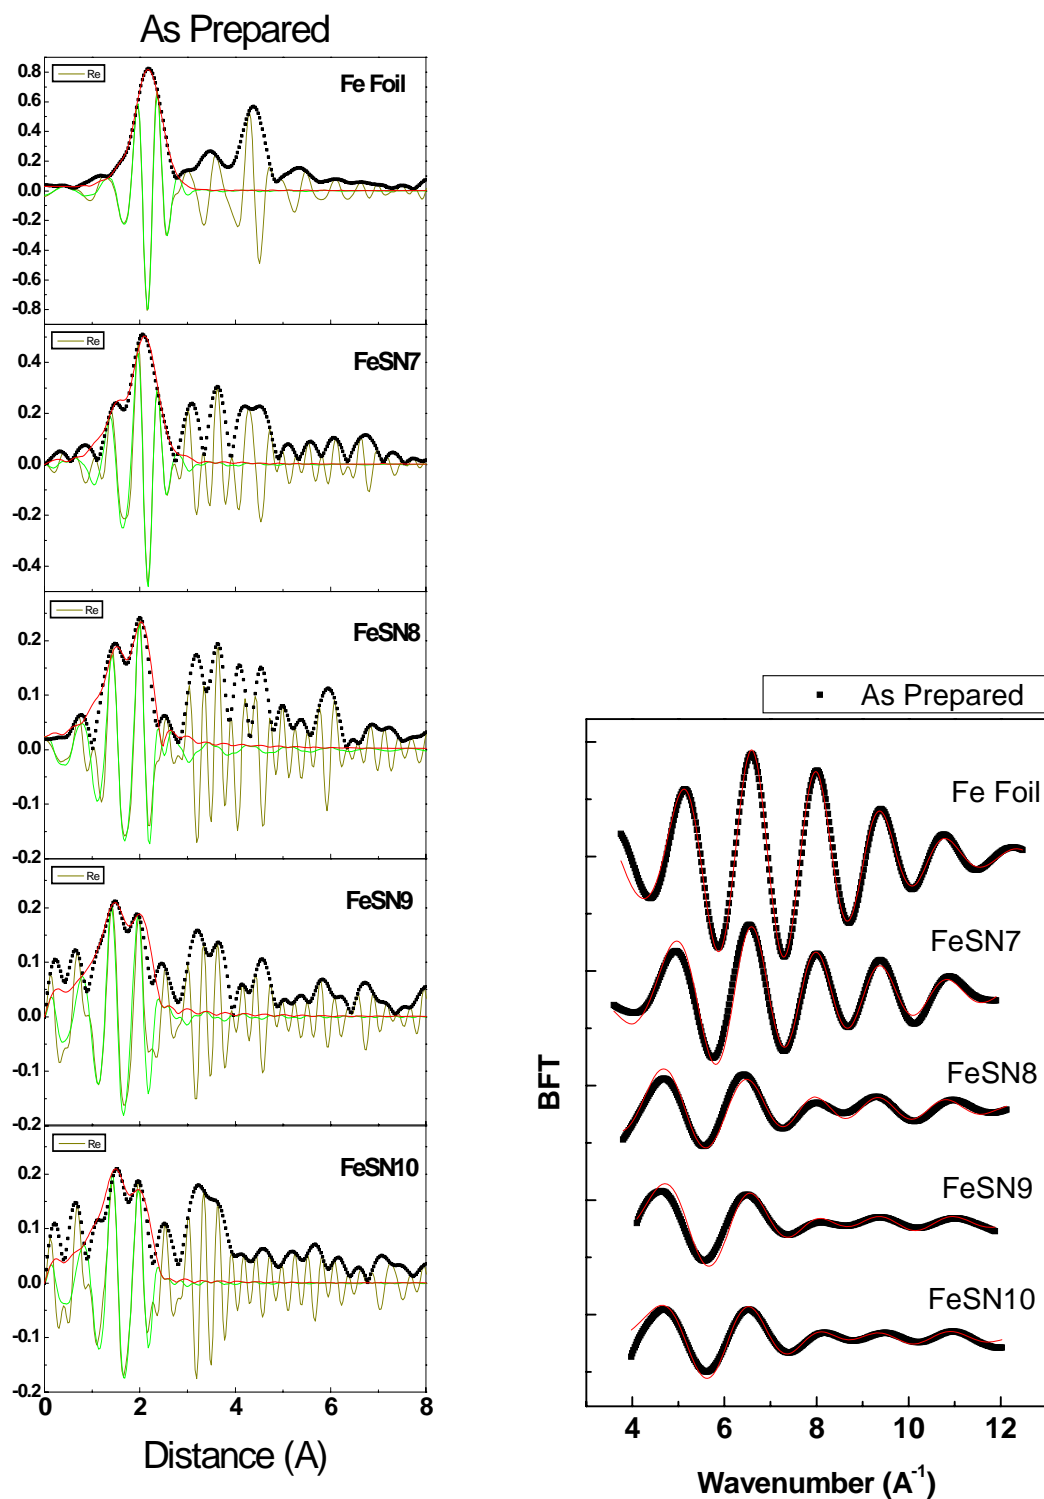 As Prepared
Re
Fe Foil
0.8
0.6
0.4
0.2
0.0
-0.2
-0.4
-0.6
-0.8
Re
FeSN7
0.4
0.2
0.0
-0.2
-0.4
Re
FeSN8
0.2
0.1
0.0
-0.1
-0.2
Re
FeSN9
0.2
0.1
0.0
-0.1
-0.2
Re
FeSN10
0.2
0.1
0.0
-0.1
-0.2
0 2 4 6 8
Distance (A)
As Prepared
Fe Foil
FeSN7
FeSN8
FeSN9
FeSN10
BFT
4 6 8 10 12
Wavenumber (A⁻¹)